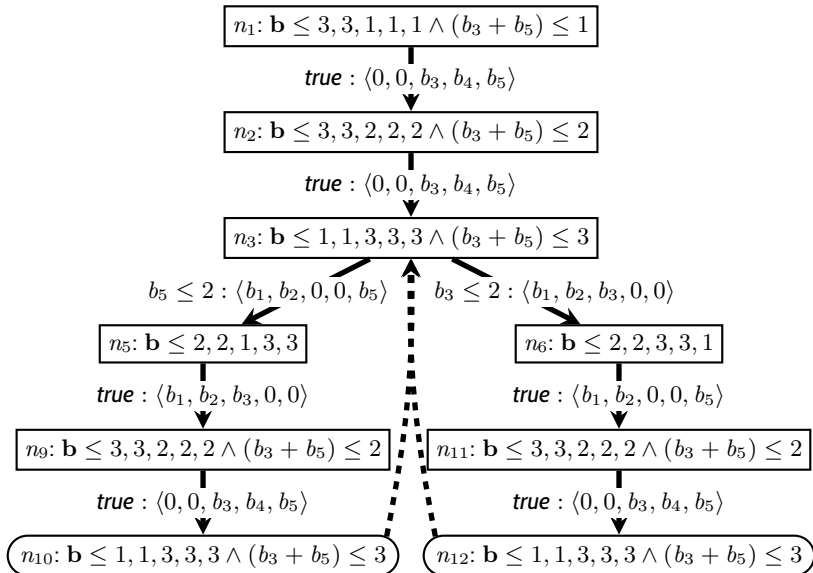 n₁: b ≤ 3, 3, 1, 1, 1 ∧ (b₃ + b₅) ≤ 1
true : ⟨0, 0, b₃, b₄, b₅⟩
n₂: b ≤ 3, 3, 2, 2, 2 ∧ (b₃ + b₅) ≤ 2
true : ⟨0, 0, b₃, b₄, b₅⟩
n₃: b ≤ 1, 1, 3, 3, 3 ∧ (b₃ + b₅) ≤ 3
b₅ ≤ 2 : ⟨b₁, b₂, 0, 0, b₅⟩ b₃ ≤ 2 : ⟨b₁, b₂, b₃, 0, 0⟩
n₅: b ≤ 2, 2, 1, 3, 3 n₆: b ≤ 2, 2, 3, 3, 1
true : ⟨b₁, b₂, b₃, 0, 0⟩ true : ⟨b₁, b₂, 0, 0, b₅⟩
n₉: b ≤ 3, 3, 2, 2, 2 ∧ (b₃ + b₅) ≤ 2 n₁₁: b ≤ 3, 3, 2, 2, 2 ∧ (b₃ + b₅) ≤ 2
true : ⟨0, 0, b₃, b₄, b₅⟩ true : ⟨0, 0, b₃, b₄, b₅⟩
n₁₀: b ≤ 1, 1, 3, 3, 3 ∧ (b₃ + b₅) ≤ 3 n₁₂: b ≤ 1, 1, 3, 3, 3 ∧ (b₃ + b₅) ≤ 3